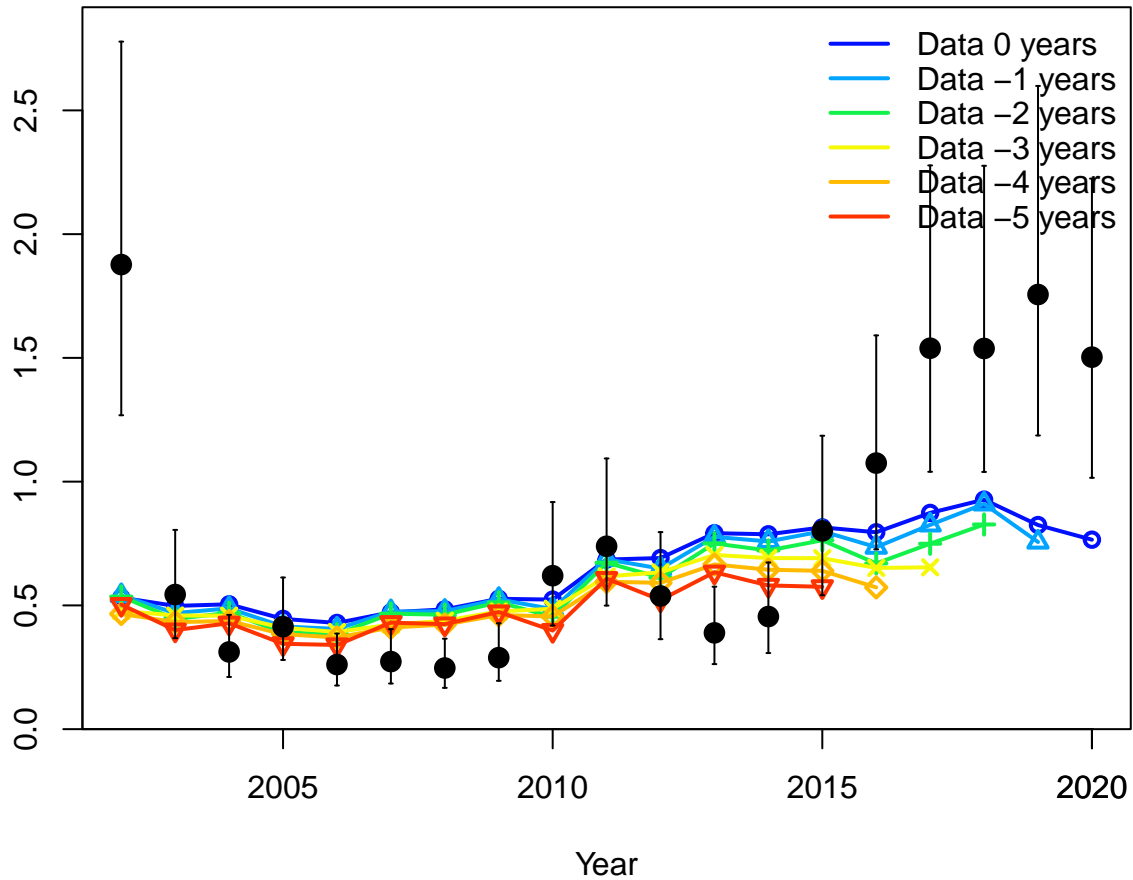 Data 0 years
Data −1 years
Data −2 years
Data −3 years
Data −4 years
Data −5 years
2.5
2.0
1.5
1.0
0.5
0.0
2005 2010 2015 2020
Year